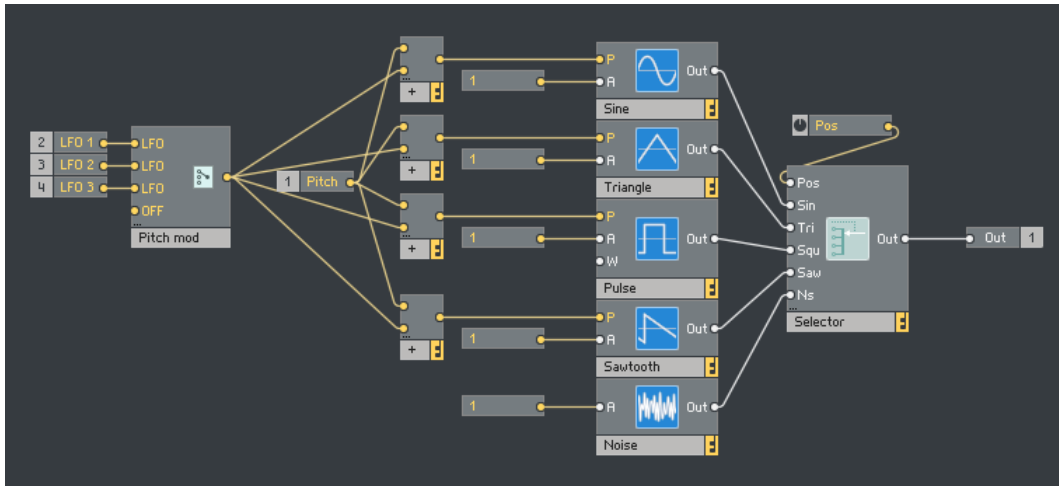 2 LFO 1 LFO
3 LFO 2 LFO
4 LFO 3 LFO
OFF
...
Pitch mod
1 Pitch
...
+ E
...
+ E
...
+ E
...
+ E
1
P
A
Out
Sine E
1
P
A
Out
Triangle E
1
P
A
W
Out
Pulse E
1
P
A
Out
Sawtooth E
1
A
Out
Noise E
Pos
Pos
Sin
Tri
Squ
Saw
Ns
...
Out
Selector E
Out 1